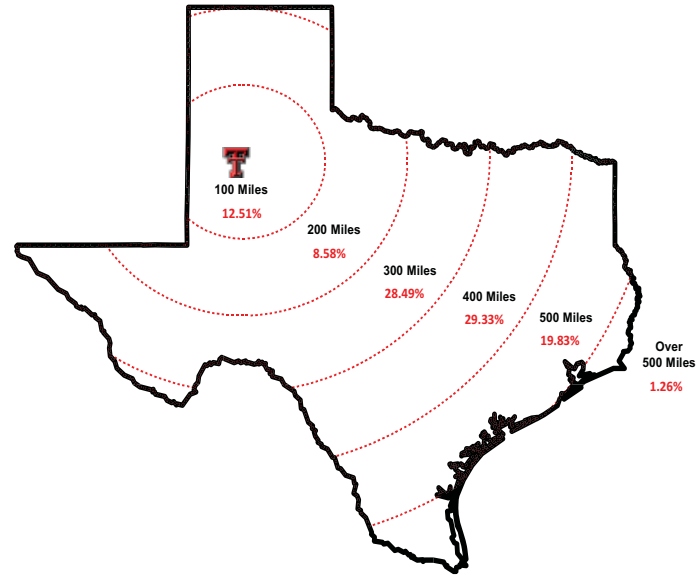 100 Miles
12.51%
200 Miles
8.58%
300 Miles
28.49%
400 Miles
29.33%
500 Miles
19.83%
Over
500 Miles
1.26%